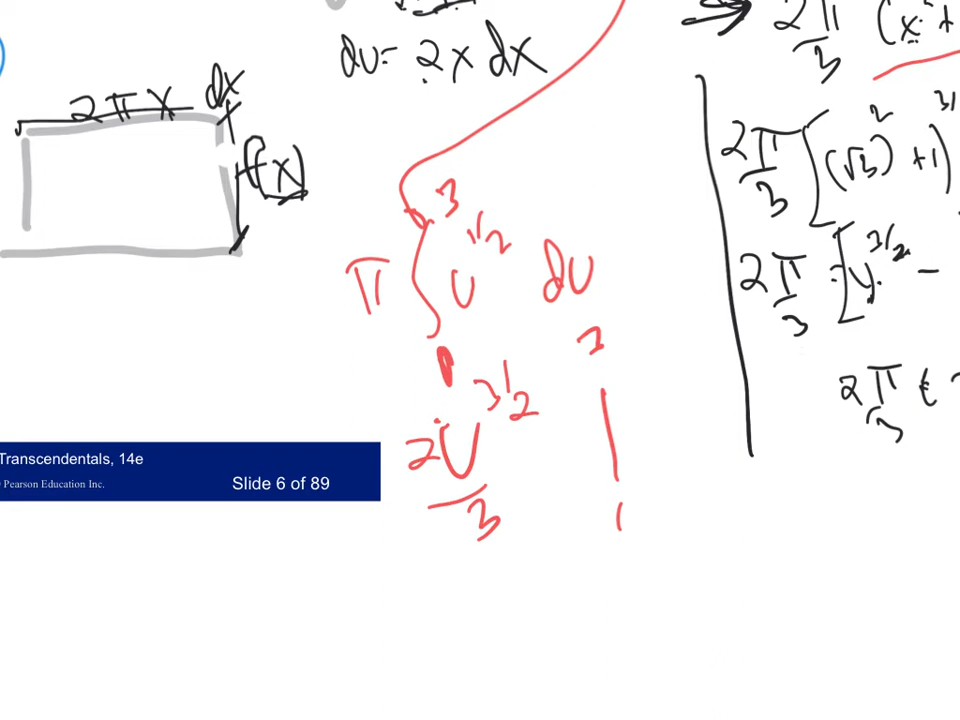 du= 2x dx
2πx dx
f(x)
π ∫ 3 u^1/2 du
2u^3/2 / 3 |
1
2π/3 (x²+
2π/3 [(√3)² + 1)^3/
2π/3 =[4^3/2 -
2π/3
Transcendentals, 14e
Pearson Education Inc.
Slide 6 of 89